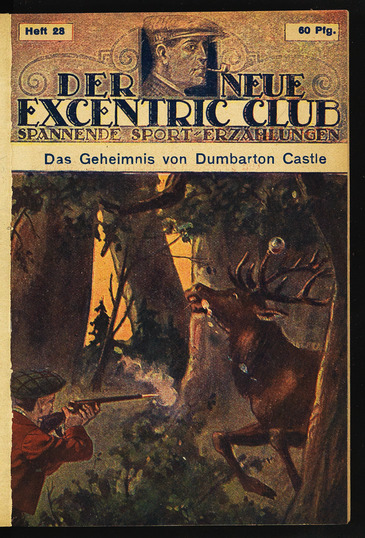 Heft 28
60 Pfg.
DER NEUE
EXCENTRIC CLUB
SPANNENDE SPORT-ERZÄHLUNGEN
Das Geheimnis von Dumbarton Castle